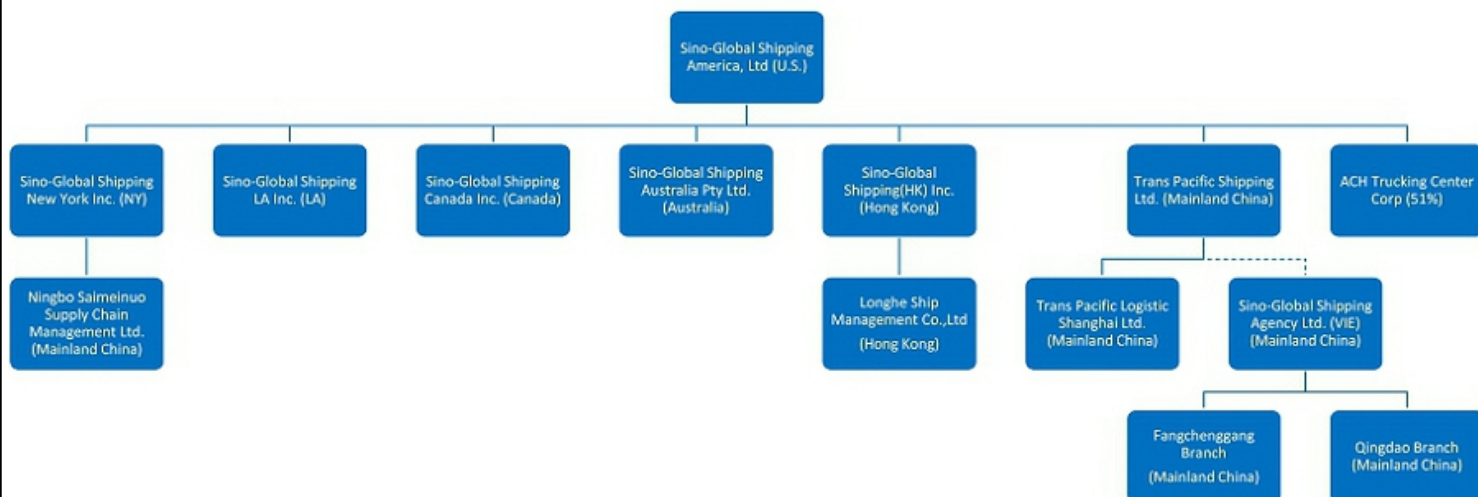 Sino-Global Shipping
America, Ltd (U.S.)
Sino-Global Shipping
New York Inc. (NY)
Sino-Global Shipping
LA Inc. (LA)
Sino-Global Shipping
Canada Inc. (Canada)
Sino-Global Shipping
Australia Pty Ltd.
(Australia)
Sino-Global
Shipping(HK) Inc.
(Hong Kong)
Trans Pacific Shipping
Ltd. (Mainland China)
ACH Trucking Center
Corp (51%)
Ningbo Saimeinuo
Supply Chain
Management Ltd.
(Mainland China)
Longhe Ship
Management Co.,Ltd
(Hong Kong)
Trans Pacific Logistic
Shanghai Ltd.
(Mainland China)
Sino-Global Shipping
Agency Ltd. (VIE)
(Mainland China)
Fangchenggang
Branch
(Mainland China)
Qingdao Branch
(Mainland China)